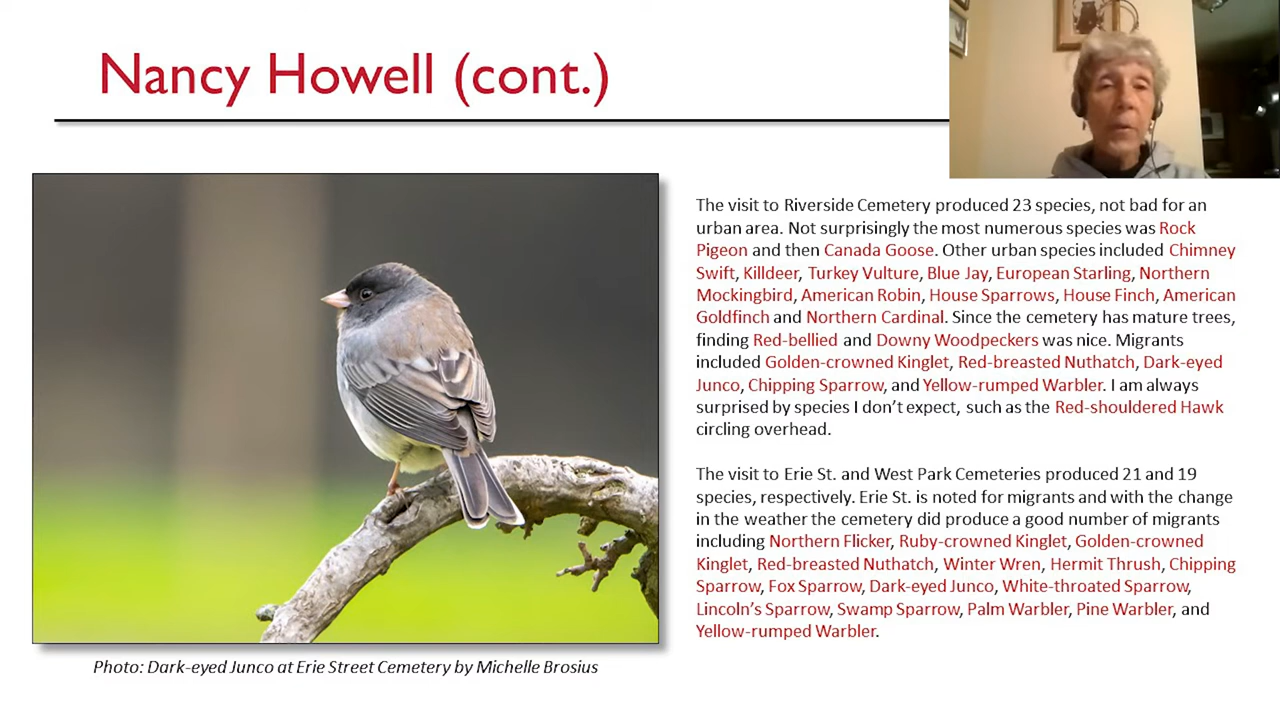 Nancy Howell (cont.)
The visit to Riverside Cemetery produced 23 species, not bad for an
urban area. Not surprisingly the most numerous species was Rock
Pigeon and then Canada Goose. Other urban species included Chimney
Swift, Killdeer, Turkey Vulture, Blue Jay, European Starling, Northern
Mockingbird, American Robin, House Sparrows, House Finch, American
Goldfinch and Northern Cardinal. Since the cemetery has mature trees,
finding Red-bellied and Downy Woodpeckers was nice. Migrants
included Golden-crowned Kinglet, Red-breasted Nuthatch, Dark-eyed
Junco, Chipping Sparrow, and Yellow-rumped Warbler. I am always
surprised by species I don’t expect, such as the Red-shouldered Hawk
circling overhead.
The visit to Erie St. and West Park Cemeteries produced 21 and 19
species, respectively. Erie St. is noted for migrants and with the change
in the weather the cemetery did produce a good number of migrants
including Northern Flicker, Ruby-crowned Kinglet, Golden-crowned
Kinglet, Red-breasted Nuthatch, Winter Wren, Hermit Thrush, Chipping
Sparrow, Fox Sparrow, Dark-eyed Junco, White-throated Sparrow,
Lincoln’s Sparrow, Swamp Sparrow, Palm Warbler, Pine Warbler, and
Yellow-rumped Warbler.
Photo: Dark-eyed Junco at Erie Street Cemetery by Michelle Brosius